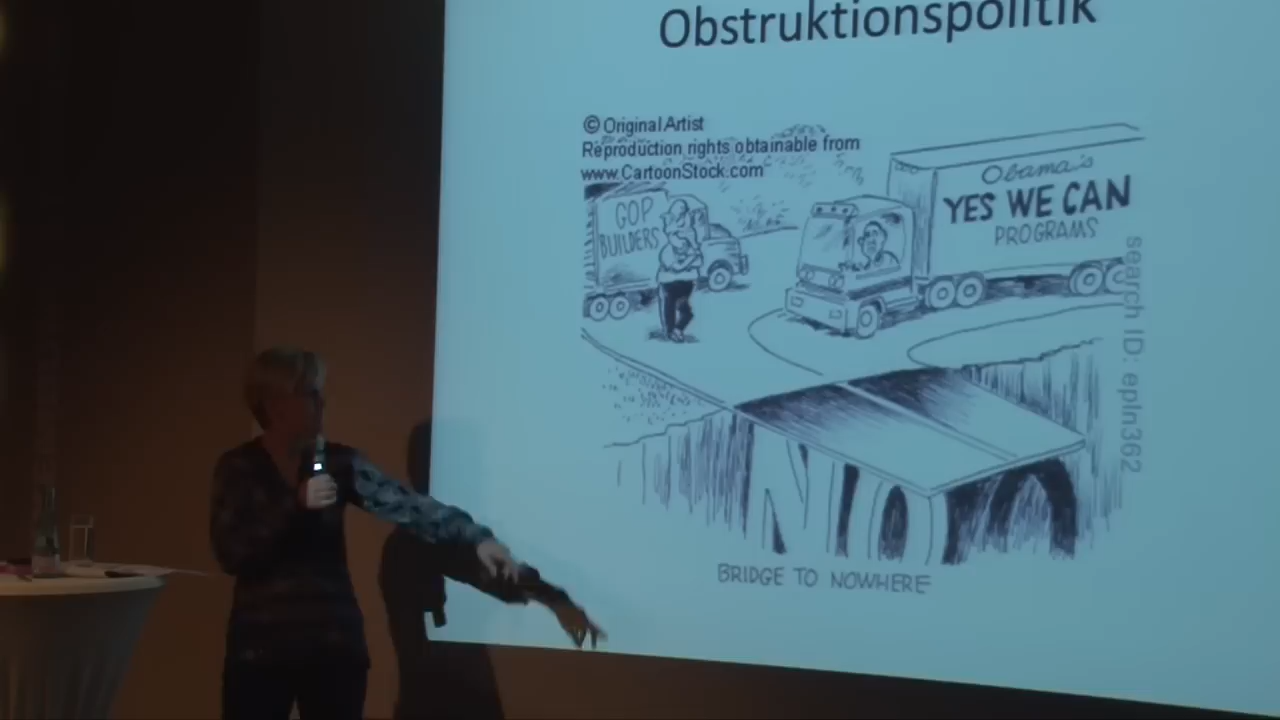 Obstruktionspolitik
© Original Artist
Reproduction rights obtainable from
www.CartoonStock.com
GOP
BUILDERS
Obama's
YES WE CAN
PROGRAMS
search ID: epln362
NO
BRIDGE TO NOWHERE